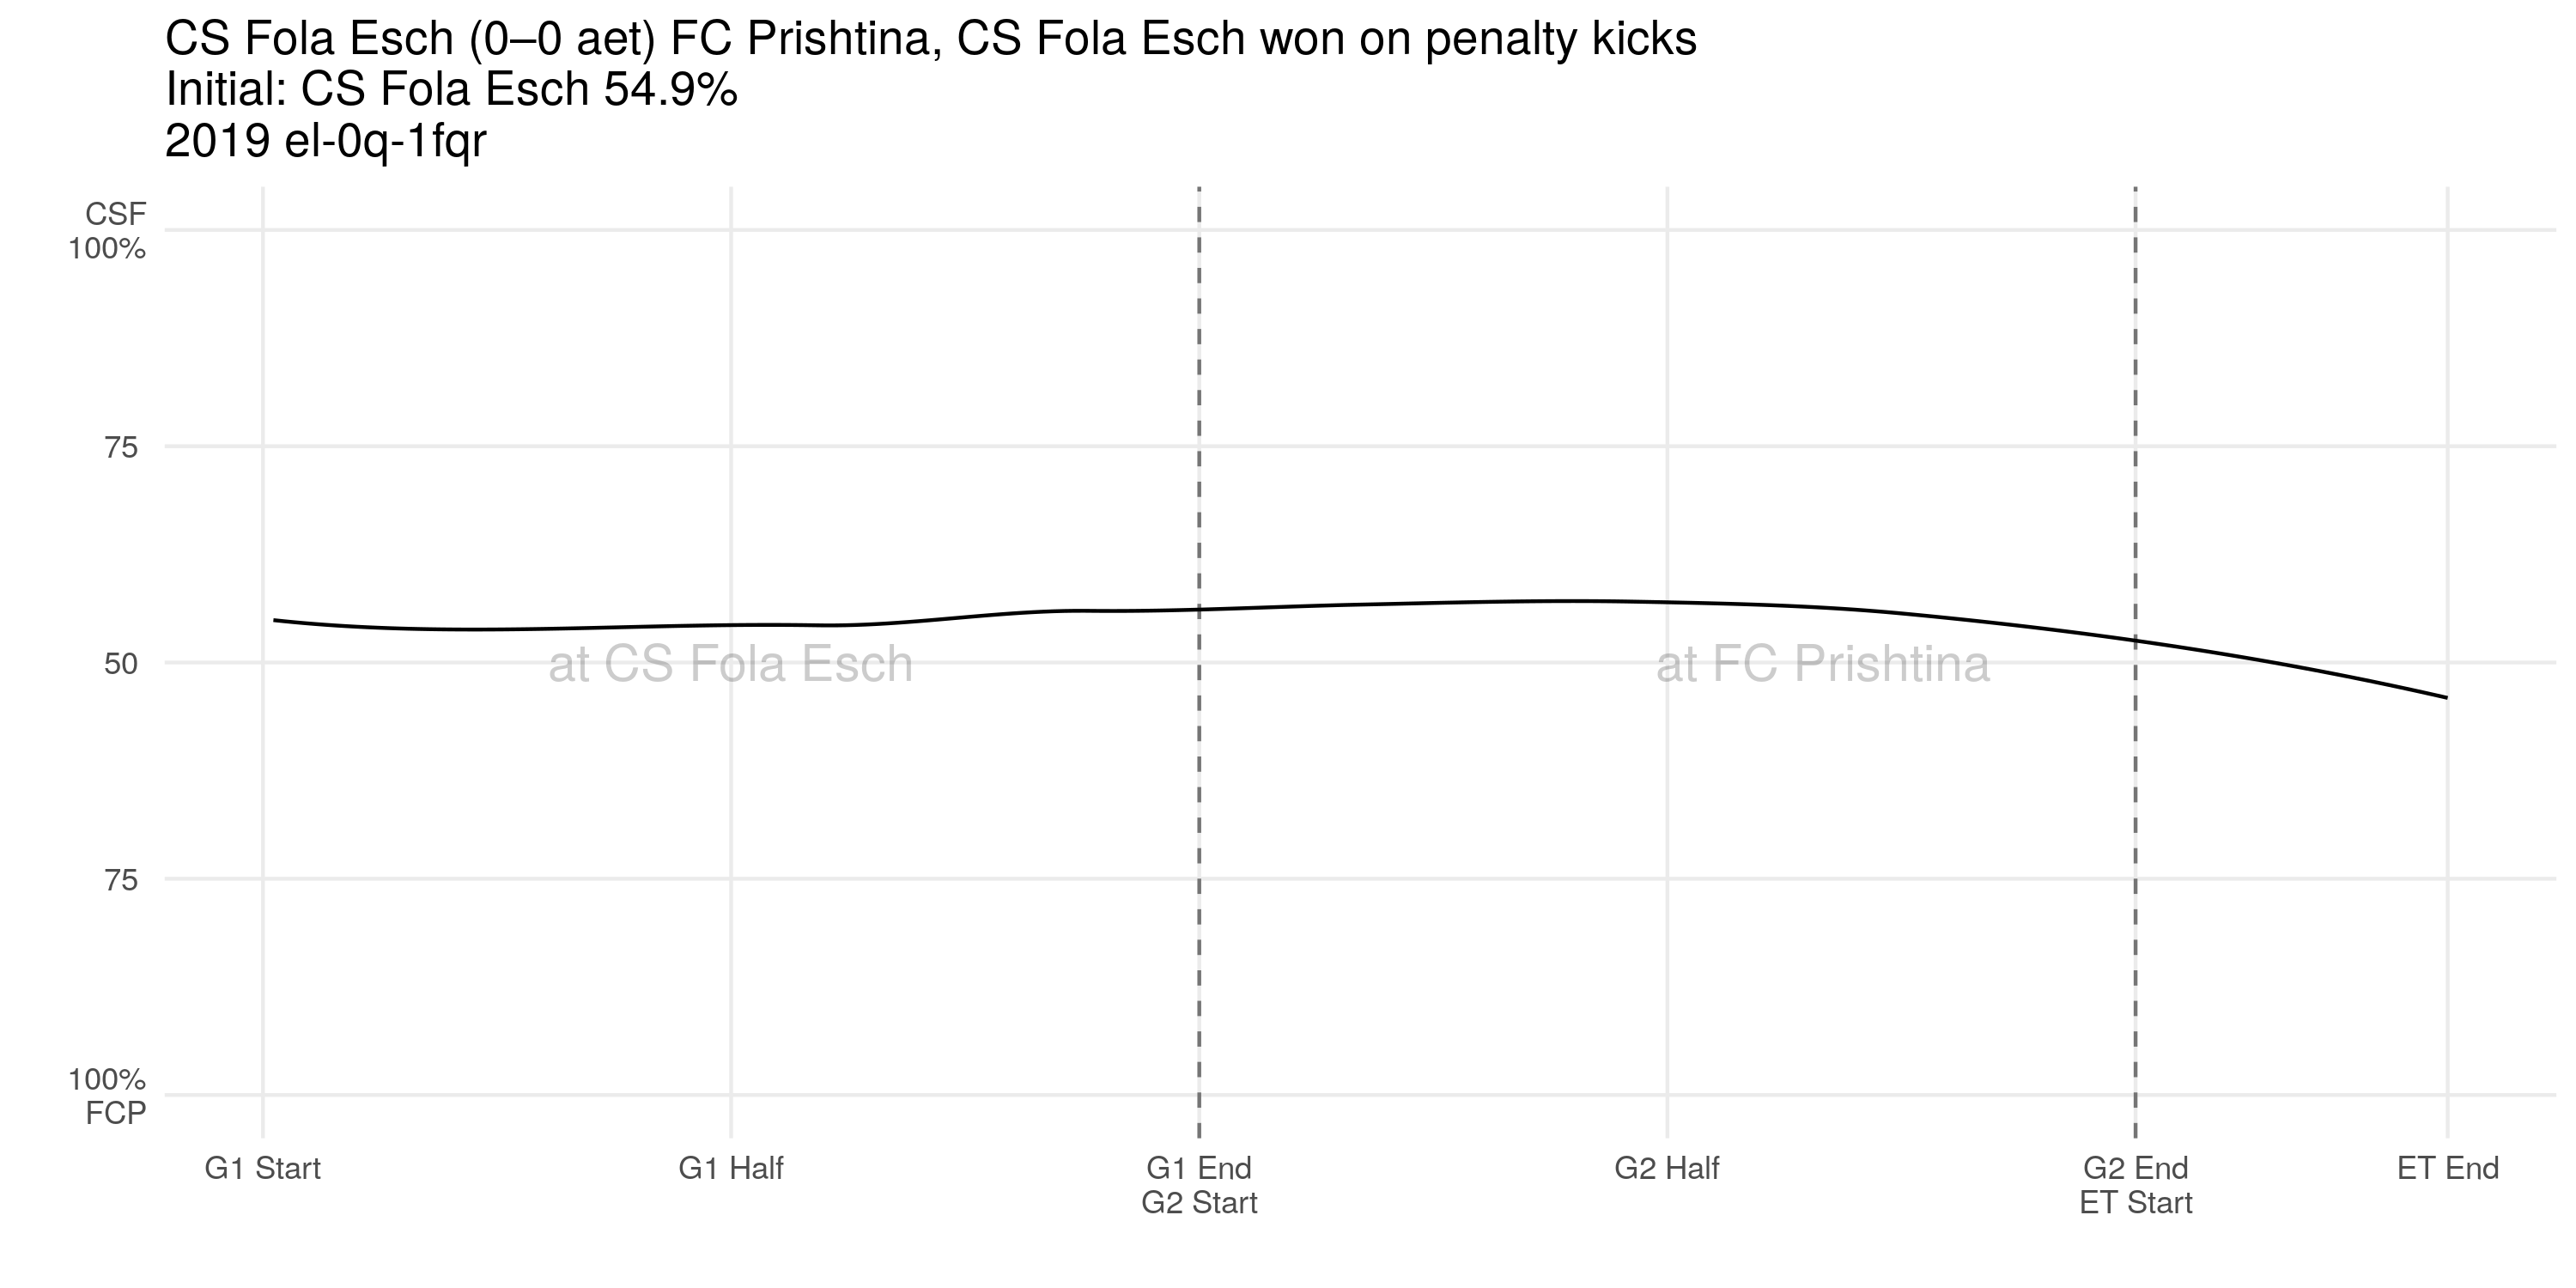 CS Fola Esch (0–0 aet) FC Prishtina, CS Fola Esch won on penalty kicks
Initial: CS Fola Esch 54.9%
2019 el-0q-1fqr
CSF
100%
75
50
75
100%
FCP
at CS Fola Esch
at FC Prishtina
G1 Start
G1 Half
G1 End
G2 Start
G2 Half
G2 End
ET Start
ET End